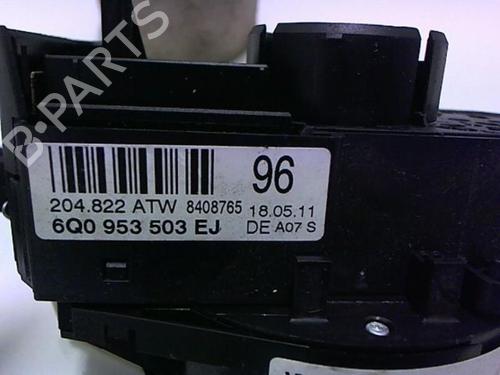 B-PARTS
96
204.822 ATW 8408765 18.05.11
6Q0 953 503 EJ DE A07 S